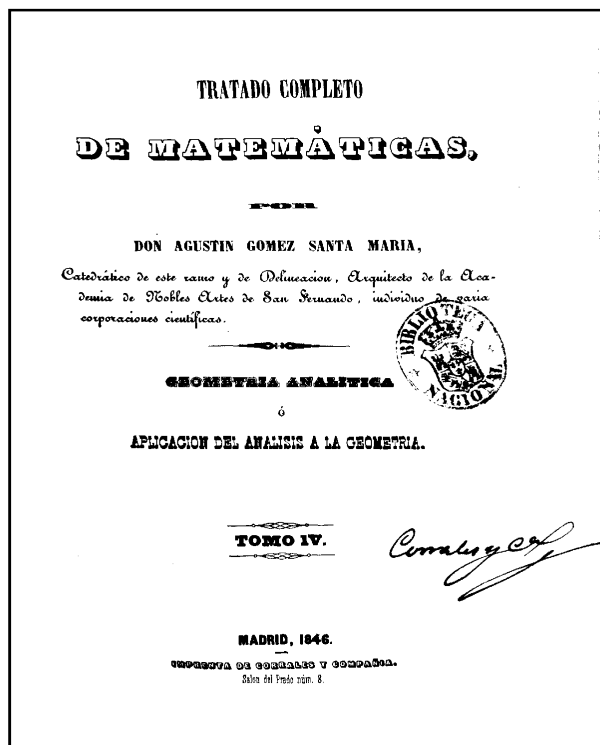 TRATADO COMPLETO
DE MATEMÁTICAS,
POR
DON AGUSTIN GOMEZ SANTA MARIA,
Catedrático de este ramo y de Delineacion, Arquitecto de la Aca-
demia de Nobles Artes de San Fernando, individuo de varia
corporaciones científicas.
BIBLIOTECA
NACIONAL
GEOMETRIA ANALITICA
ó
APLICACION DEL ANALISIS A LA GEOMETRIA.
TOMO IV.
Corrales y
MADRID, 1846.
IMPRENTA DE CORRALES Y COMPAÑIA.
Salon del Prado núm. 8.